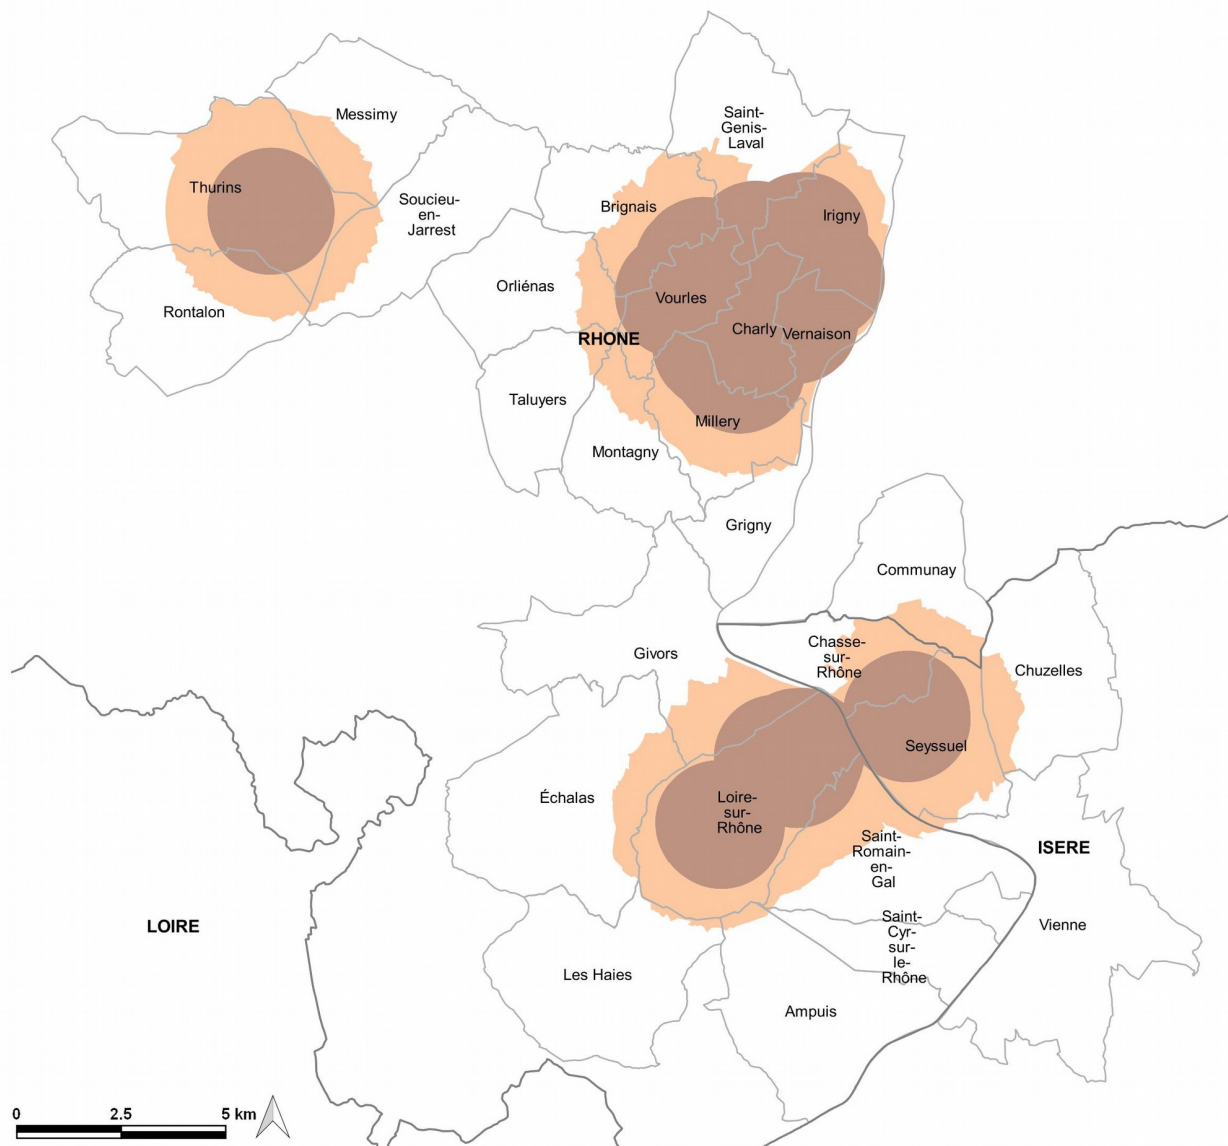 Messimy
Saint-
Genis-
Laval
Thurins
Soucieu-
en-
Jarrest
Brignais
Irigny
Orliénas
Vourles
Rontalon
RHONE
Charly
Vernaison
Taluyers
Millery
Montagny
Grigny
Communay
Givors
Chasse-
sur-
Rhône
Chuzelles
Seyssuel
Échalas
Loire-
sur-
Rhône
Saint-
Romain-
en-
Gal
ISERE
LOIRE
Saint-
Cyr-
sur-
le-
Rhône
Vienne
Les Haies
Ampuis
0 2.5 5 km